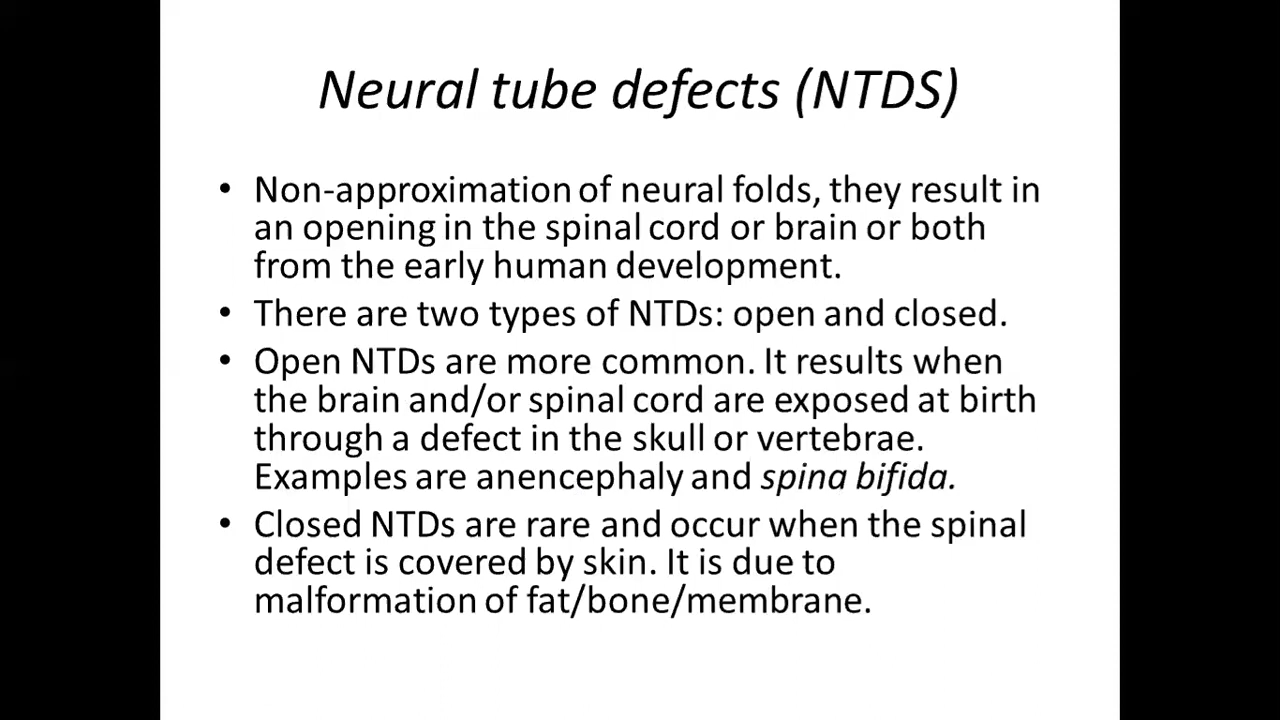 Neural tube defects (NTDS)
• Non-approximation of neural folds, they result in
an opening in the spinal cord or brain or both
from the early human development.
• There are two types of NTDs: open and closed.
• Open NTDs are more common. It results when
the brain and/or spinal cord are exposed at birth
through a defect in the skull or vertebrae.
Examples are anencephaly and spina bifida.
• Closed NTDs are rare and occur when the spinal
defect is covered by skin. It is due to
malformation of fat/bone/membrane.